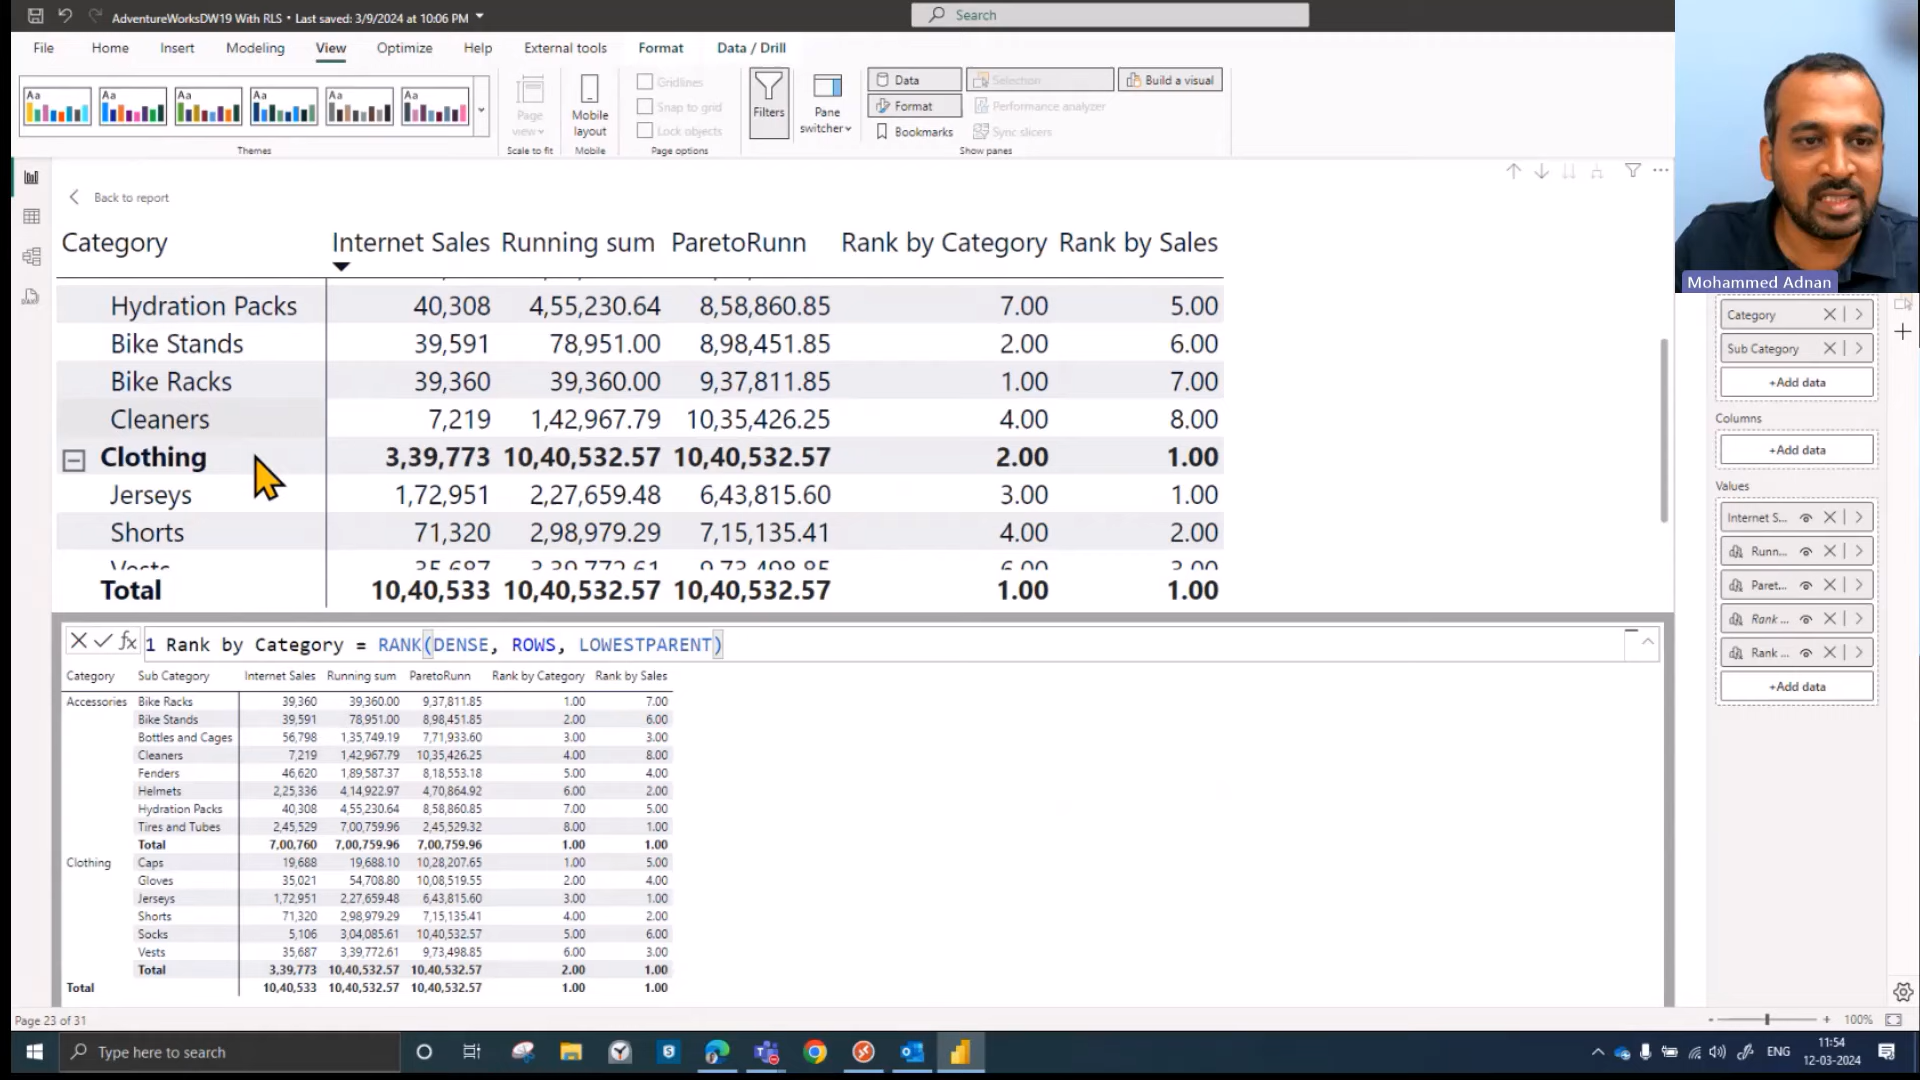 AdventureWorksDW19 With RLS • Last saved: 3/9/2024 at 10:06 PM
Search
File Home Insert Modeling View Optimize Help External tools Format Data / Drill
Aa Aa Aa Aa Aa Aa
Themes
Page view
Scale to fit
Mobile layout
Mobile
Gridlines
Snap to grid
Lock objects
Page options
Filters
Pane switcher
Data
Selection
Build a visual
Format
Performance analyzer
Bookmarks
Sync slicers
Show panes
Back to report
Category Internet Sales Running sum ParetoRunn Rank by Category Rank by Sales
Hydration Packs 40,308 4,55,230.64 8,58,860.85 7.00 5.00
Bike Stands 39,591 78,951.00 8,98,451.85 2.00 6.00
Bike Racks 39,360 39,360.00 9,37,811.85 1.00 7.00
Cleaners 7,219 1,42,967.79 10,35,426.25 4.00 8.00
Clothing 3,39,773 10,40,532.57 10,40,532.57 2.00 1.00
Jerseys 1,72,951 2,27,659.48 6,43,815.60 3.00 1.00
Shorts 71,320 2,98,979.29 7,15,135.41 4.00 2.00
Vests 35,687 3,39,772.61 9,73,498.85 6.00 3.00
Total 10,40,533 10,40,532.57 10,40,532.57 1.00 1.00
1 Rank by Category = RANK(DENSE, ROWS, LOWESTPARENT)
Category Sub Category Internet Sales Running sum ParetoRunn Rank by Category Rank by Sales
Accessories Bike Racks 39,360 39,360.00 9,37,811.85 1.00 7.00
Bike Stands 39,591 78,951.00 8,98,451.85 2.00 6.00
Bottles and Cages 56,798 1,35,749.19 7,71,933.60 3.00 3.00
Cleaners 7,219 1,42,967.79 10,35,426.25 4.00 8.00
Fenders 46,620 1,89,587.37 8,18,553.18 5.00 4.00
Helmets 2,25,336 4,14,922.97 4,70,864.92 6.00 2.00
Hydration Packs 40,308 4,55,230.64 8,58,860.85 7.00 5.00
Tires and Tubes 2,45,529 7,00,759.96 2,45,529.32 8.00 1.00
Total 7,00,760 7,00,759.96 7,00,759.96 1.00 1.00
Clothing Caps 19,688 19,688.10 10,28,207.65 1.00 5.00
Gloves 35,021 54,708.80 10,08,519.55 2.00 4.00
Jerseys 1,72,951 2,27,659.48 6,43,815.60 3.00 1.00
Shorts 71,320 2,98,979.29 7,15,135.41 4.00 2.00
Socks 5,106 3,04,085.61 10,40,532.57 5.00 6.00
Vests 35,687 3,39,772.61 9,73,498.85 6.00 3.00
Total 3,39,773 10,40,532.57 10,40,532.57 2.00 1.00
Total 10,40,533 10,40,532.57 10,40,532.57 1.00 1.00
Mohammed Adnan
Category
Sub Category
+Add data
Columns
+Add data
Values
Internet S...
Runn...
Paret...
Rank ...
Rank ...
+Add data
Page 23 of 31
- + 100%
Type here to search
ENG
11:54
12-03-2024